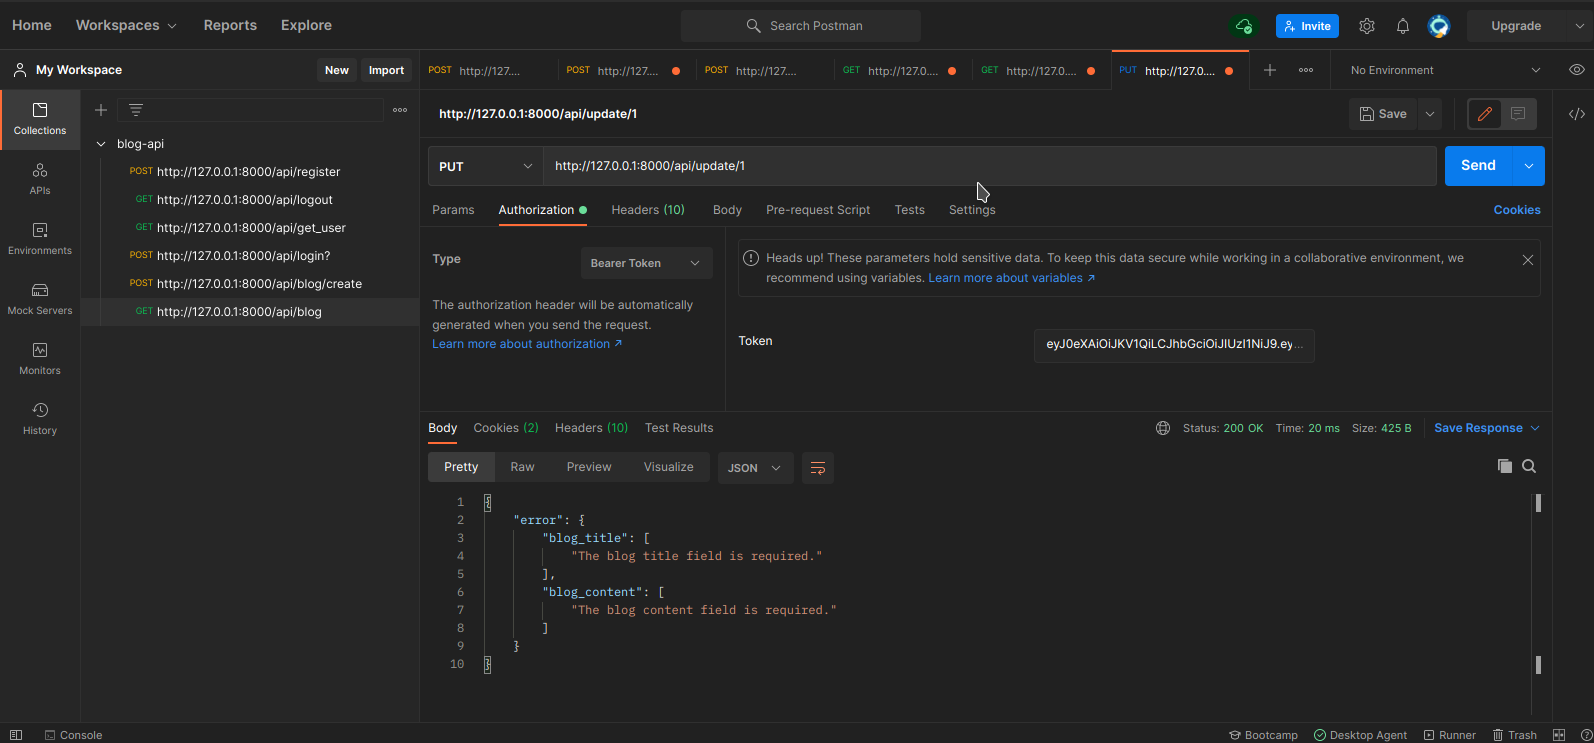 Home Workspaces Reports Explore Search Postman Invite Upgrade
My Workspace New Import POST http://127.... POST http://127.0.... POST http://127.... GET http://127.0.... GET http://127.0.... PUT http://127.0.... No Environment
Collections
APIs
Environments
Mock Servers
Monitors
History
blog-api
POST http://127.0.0.1:8000/api/register
GET http://127.0.0.1:8000/api/logout
GET http://127.0.0.1:8000/api/get_user
POST http://127.0.0.1:8000/api/login?
POST http://127.0.0.1:8000/api/blog/create
GET http://127.0.0.1:8000/api/blog
http://127.0.0.1:8000/api/update/1 Save
PUT http://127.0.0.1:8000/api/update/1 Send
Params Authorization Headers (10) Body Pre-request Script Tests Settings Cookies
Type Bearer Token
The authorization header will be automatically
generated when you send the request.
Learn more about authorization ↗
Heads up! These parameters hold sensitive data. To keep this data secure while working in a collaborative environment, we
recommend using variables. Learn more about variables ↗
Token eyJ0eXAiOiJKV1QiLCJhbGciOiJIUzI1NiJ9.ey...
Body Cookies (2) Headers (10) Test Results Status: 200 OK Time: 20 ms Size: 425 B Save Response
Pretty Raw Preview Visualize JSON
1 {
2 "error": {
3 "blog_title": [
4 "The blog title field is required."
5 ],
6 "blog_content": [
7 "The blog content field is required."
8 ]
9 }
10 }
Console Bootcamp Desktop Agent Runner Trash